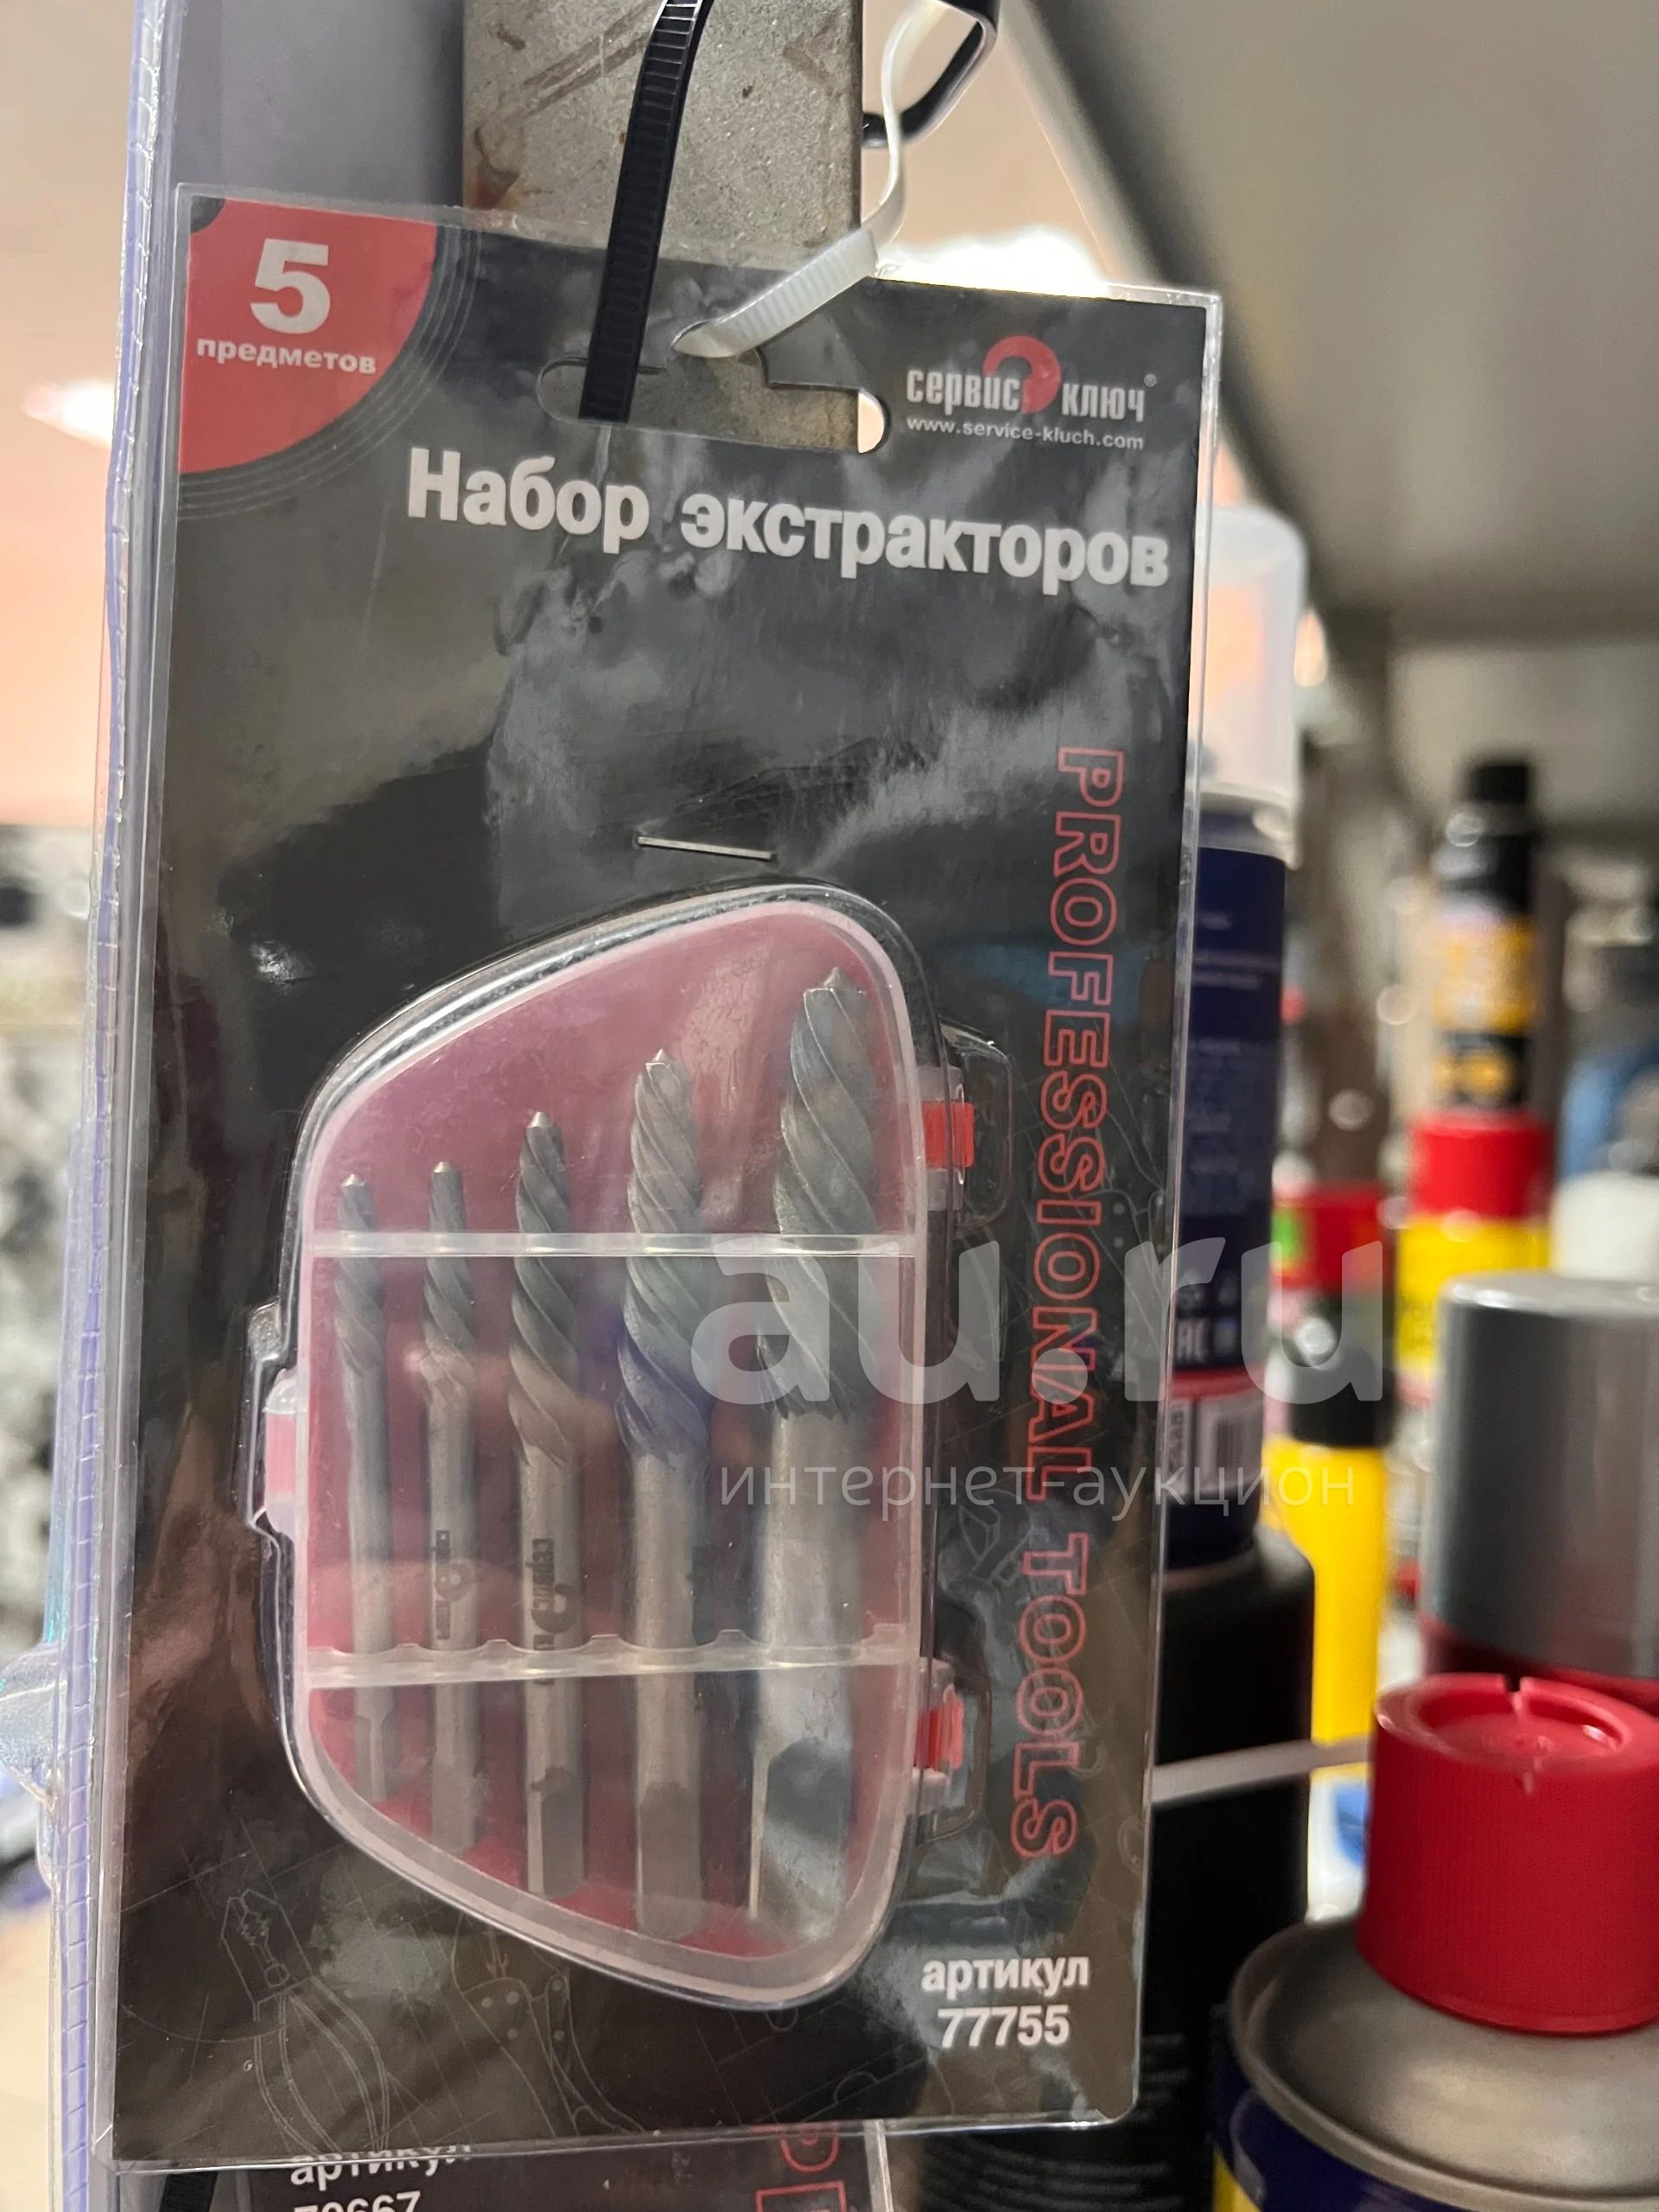 5
предметов
сервис ключ®
www.service-kluch.com
Набор экстракторов
PROFESSIONAL TOOLS
au.ru
интернет-аукцион
артикул
77755
артикул